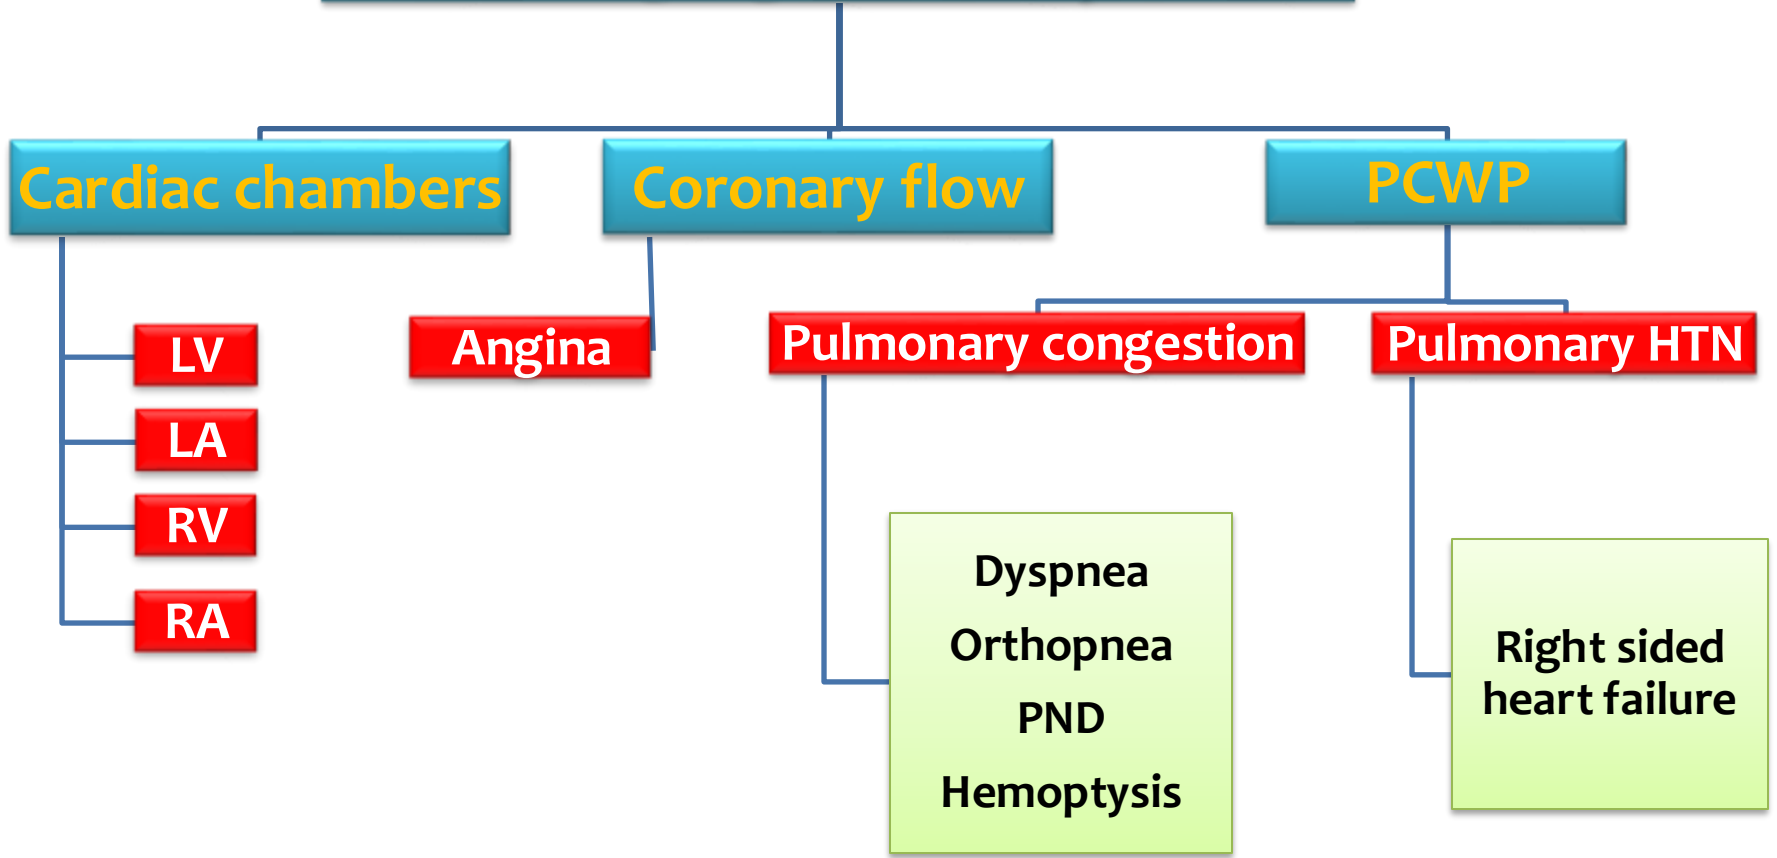 Cardiac chambers
Coronary flow
PCWP
LV
LA
RV
RA
Angina
Pulmonary congestion
Pulmonary HTN
Dyspnea
Orthopnea
PND
Hemoptysis
Right sided
heart failure